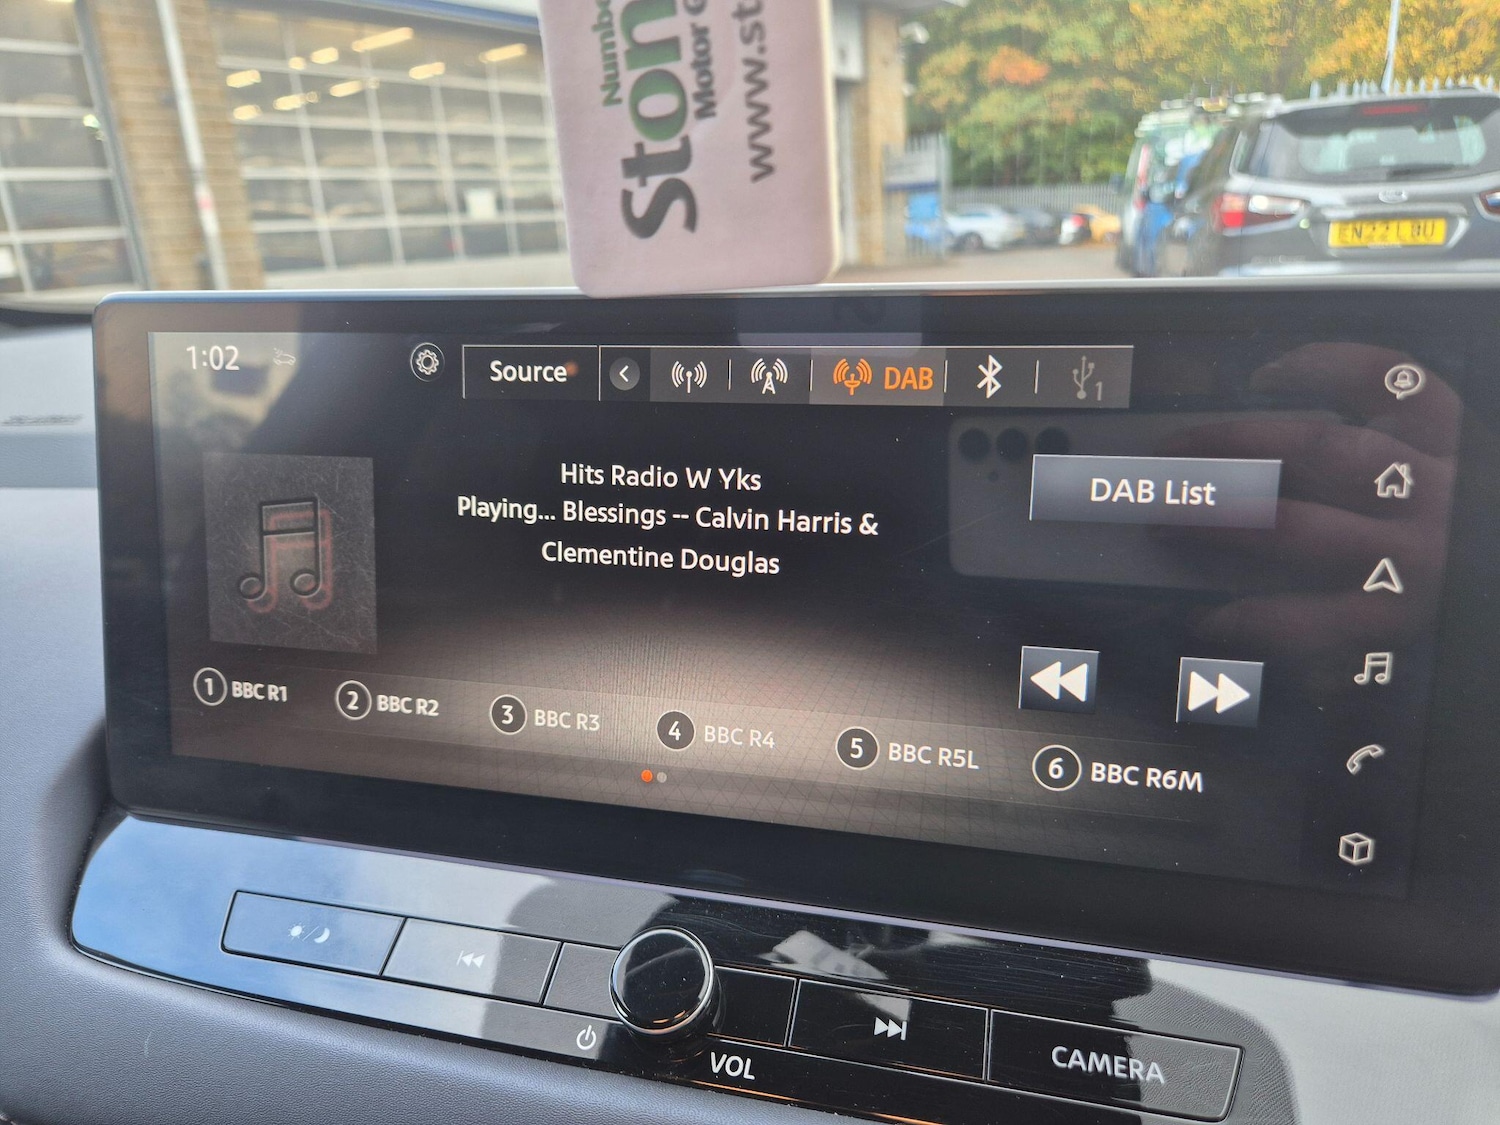 Numbe
Ston
Motor G
www.st
1:02
Source
DAB
1
Hits Radio W Yks
Playing... Blessings -- Calvin Harris &
Clementine Douglas
DAB List
1 BBC R1
2 BBC R2
3 BBC R3
4 BBC R4
5 BBC R5L
6 BBC R6M
VOL
CAMERA